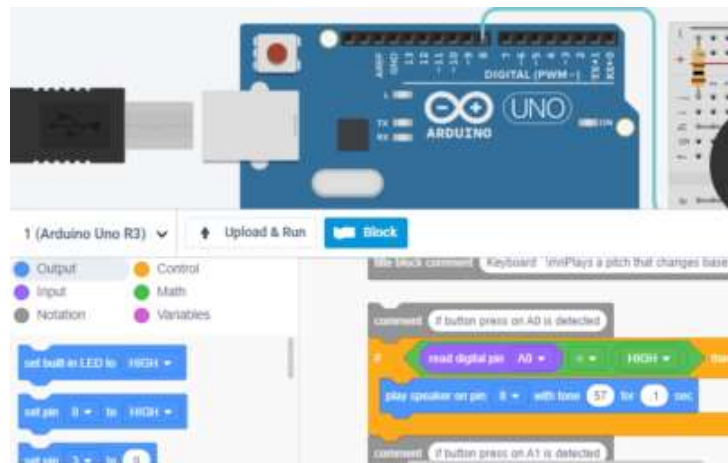 AREF
GND
13
12
~11
~10
~9
8
7
~6
~5
4
~3
2
TX→1
RX←0
DIGITAL (PWM~)
L
TX
RX
ARDUINO
UNO
ON
1 (Arduino Uno R3)
Upload & Run
Block
Output
Control
Input
Math
Notation
Variables
set built-in LED to HIGH
set pin 0 to HIGH
set pin 3 to 0
title block comment Keyboard \n\nPlays a pitch that changes base
comment if button press on A0 is detected
if read digital pin A0 = HIGH then
play speaker on pin 8 with tone 57 for .1 sec
comment if button press on A1 is detected